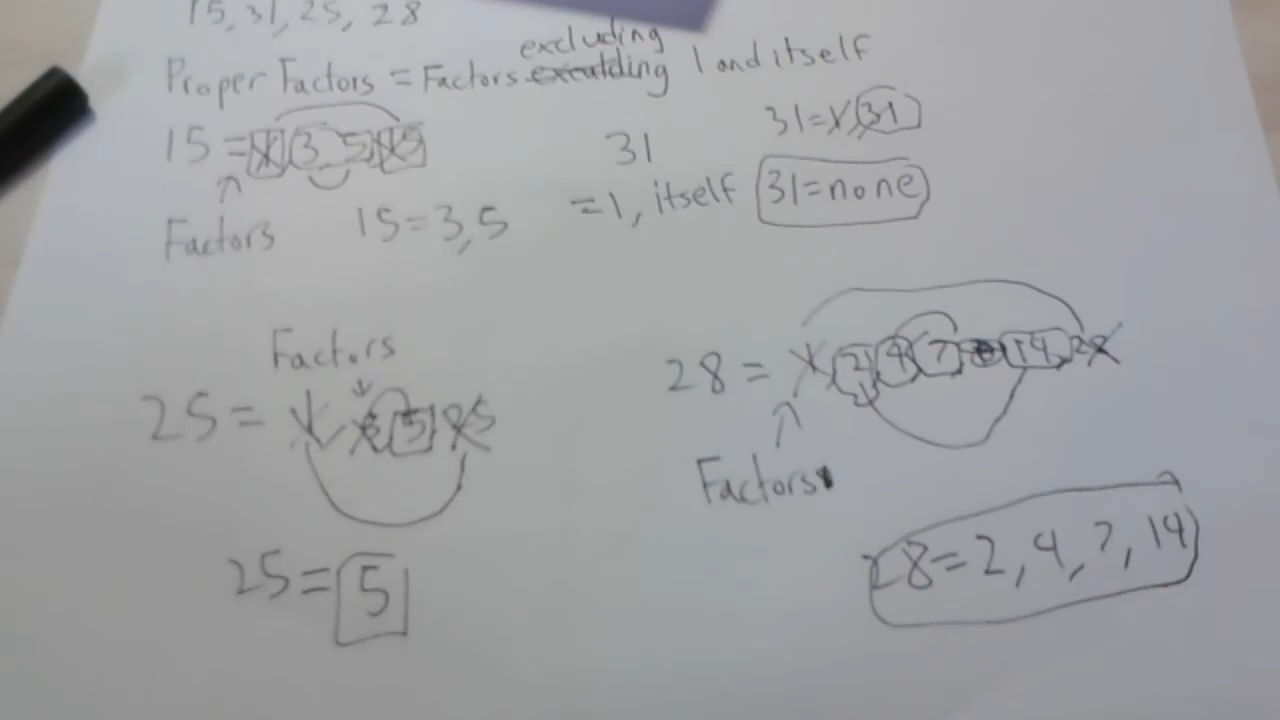 15, 31, 25, 28
excluding
Proper Factors = Factors 1 and itself
15 = 1 3 5 15
Factors
15 = 3, 5
31
= 1, itself
31 = 1 31
31 = none
Factors
25 = 1 5 25
25 = 5
28 = 1 2 4 7 14 28
Factors
28 = 2, 4, 7, 14